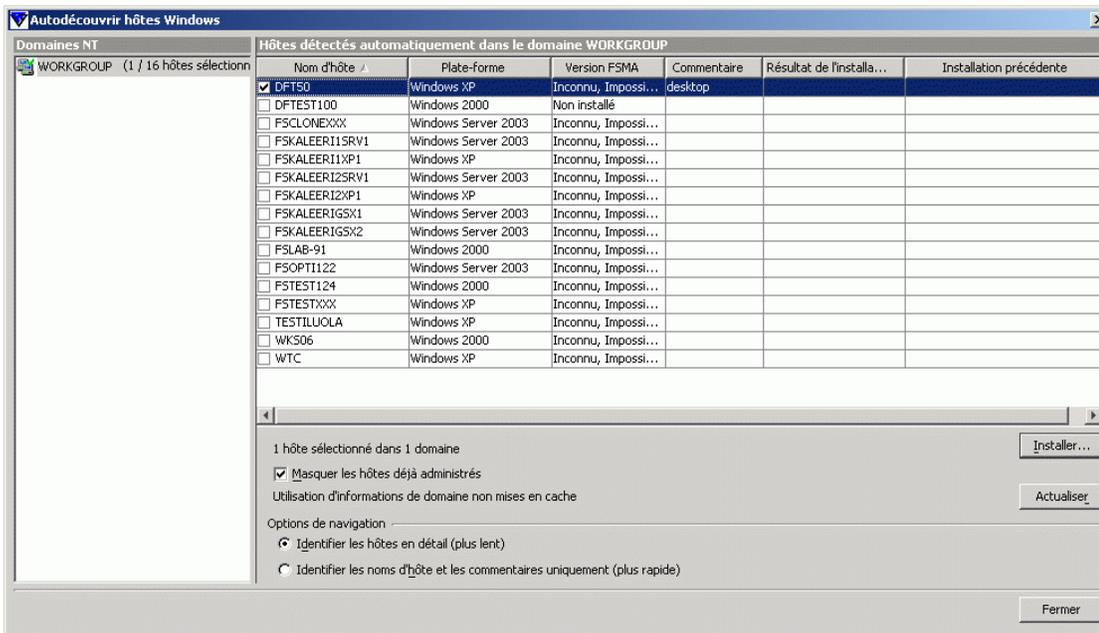 Autodécouvrir hôtes Windows
Domaines NT
WORKGROUP (1 / 16 hôtes sélectionn
Hôtes détectés automatiquement dans le domaine WORKGROUP
Nom d'hôte Plate-forme Version FSMA Commentaire Résultat de l'installa... Installation précédente
DFT50 Windows XP Inconnu, Impossi... desktop
DFTEST100 Windows 2000 Non installé
FSCLONEXXX Windows Server 2003 Inconnu, Impossi...
FSKALEERI1SRV1 Windows Server 2003 Inconnu, Impossi...
FSKALEERI1XP1 Windows XP Inconnu, Impossi...
FSKALEERI2SRV1 Windows Server 2003 Inconnu, Impossi...
FSKALEERI2XP1 Windows XP Inconnu, Impossi...
FSKALEERIGSX1 Windows Server 2003 Inconnu, Impossi...
FSKALEERIGSX2 Windows Server 2003 Inconnu, Impossi...
FSLAB-91 Windows 2000 Inconnu, Impossi...
FSOPTI122 Windows Server 2003 Inconnu, Impossi...
FSTEST124 Windows 2000 Inconnu, Impossi...
FSTESTXXX Windows XP Inconnu, Impossi...
TESTILUOLA Windows XP Inconnu, Impossi...
WKS06 Windows 2000 Inconnu, Impossi...
WTC Windows XP Inconnu, Impossi...
1 hôte sélectionné dans 1 domaine
Installer...
Masquer les hôtes déjà administrés
Utilisation d'informations de domaine non mises en cache
Actualiser
Options de navigation
Identifier les hôtes en détail (plus lent)
Identifier les noms d'hôte et les commentaires uniquement (plus rapide)
Fermer